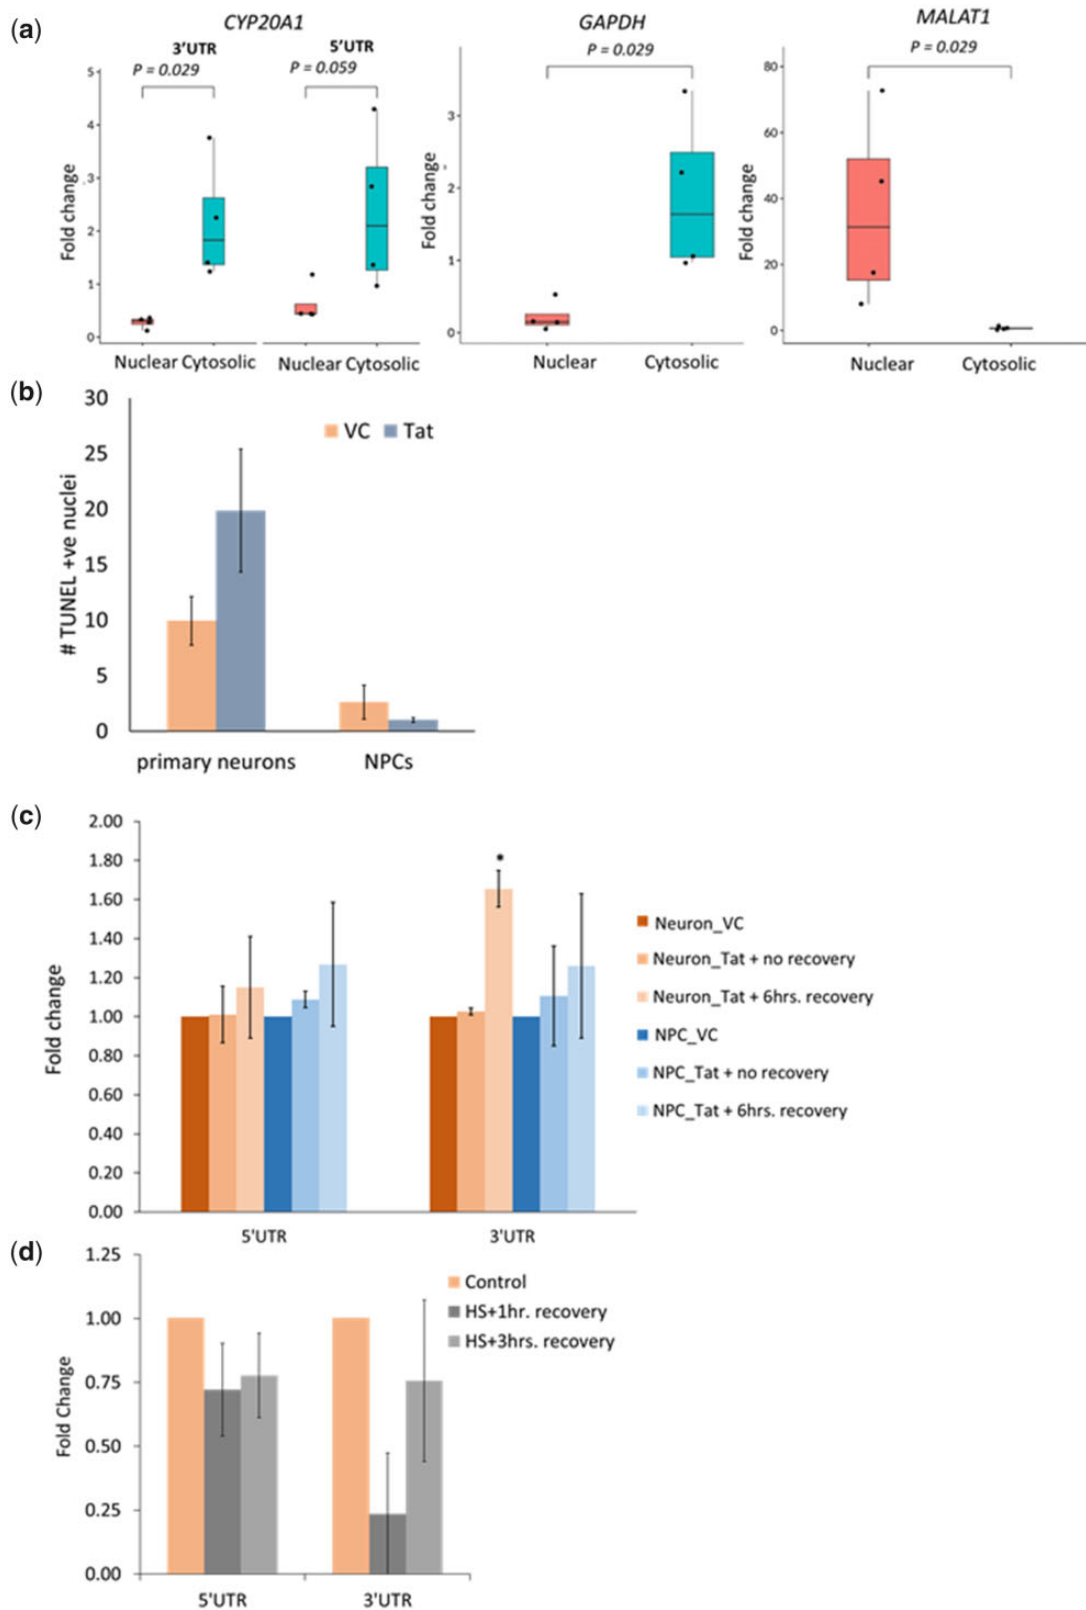 (a)
CYP20A1
GAPDH
MALAT1
3'UTR
5'UTR
P = 0.029
P = 0.059
P = 0.029
P = 0.029
Fold change
5
4
3
2
1
0
Nuclear Cytosolic
Nuclear Cytosolic
Fold change
3
2
1
0
Nuclear
Cytosolic
Fold change
80
60
40
20
0
Nuclear
Cytosolic
(b)
# TUNEL +ve nuclei
30
25
20
15
10
5
0
VC
Tat
primary neurons
NPCs
(c)
Fold change
2.00
1.80
1.60
1.40
1.20
1.00
0.80
0.60
0.40
0.20
0.00
*
5'UTR
3'UTR
Neuron_VC
Neuron_Tat + no recovery
Neuron_Tat + 6hrs. recovery
NPC_VC
NPC_Tat + no recovery
NPC_Tat + 6hrs. recovery
(d)
Fold Change
1.25
1.00
0.75
0.50
0.25
0.00
Control
HS+1hr. recovery
HS+3hrs. recovery
5'UTR
3'UTR